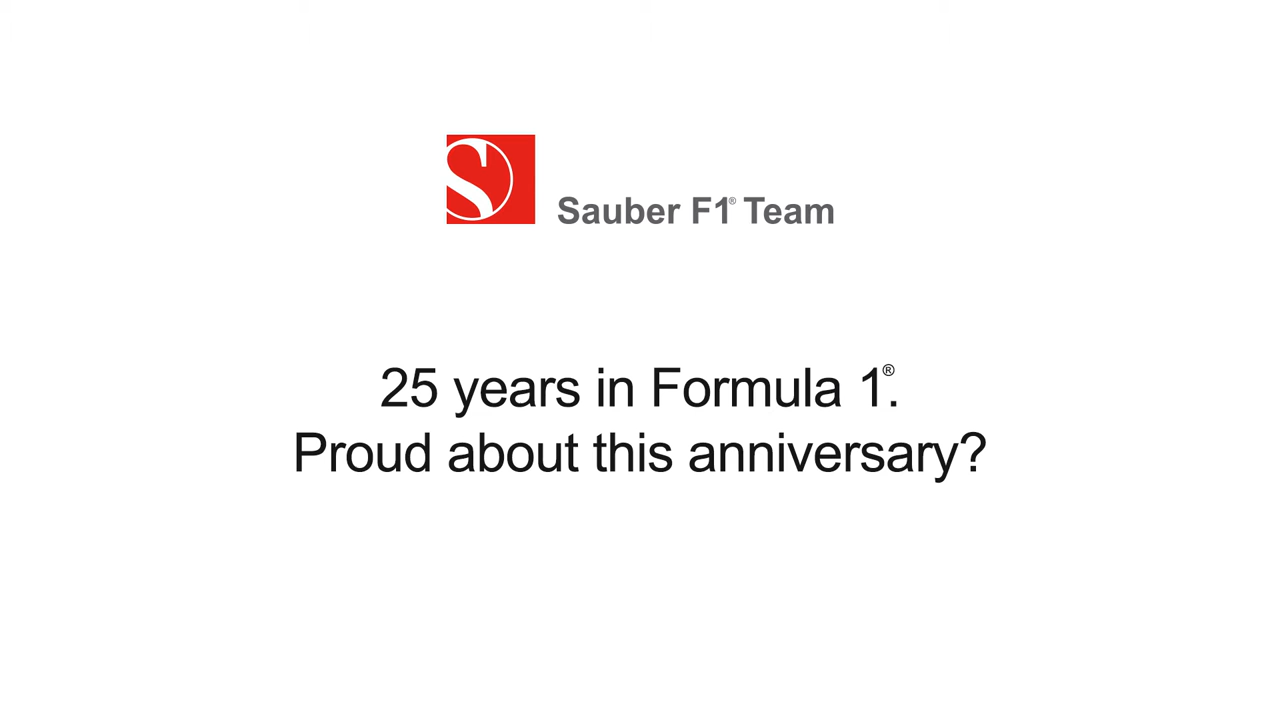 S
Sauber F1® Team
25 years in Formula 1®.
Proud about this anniversary?